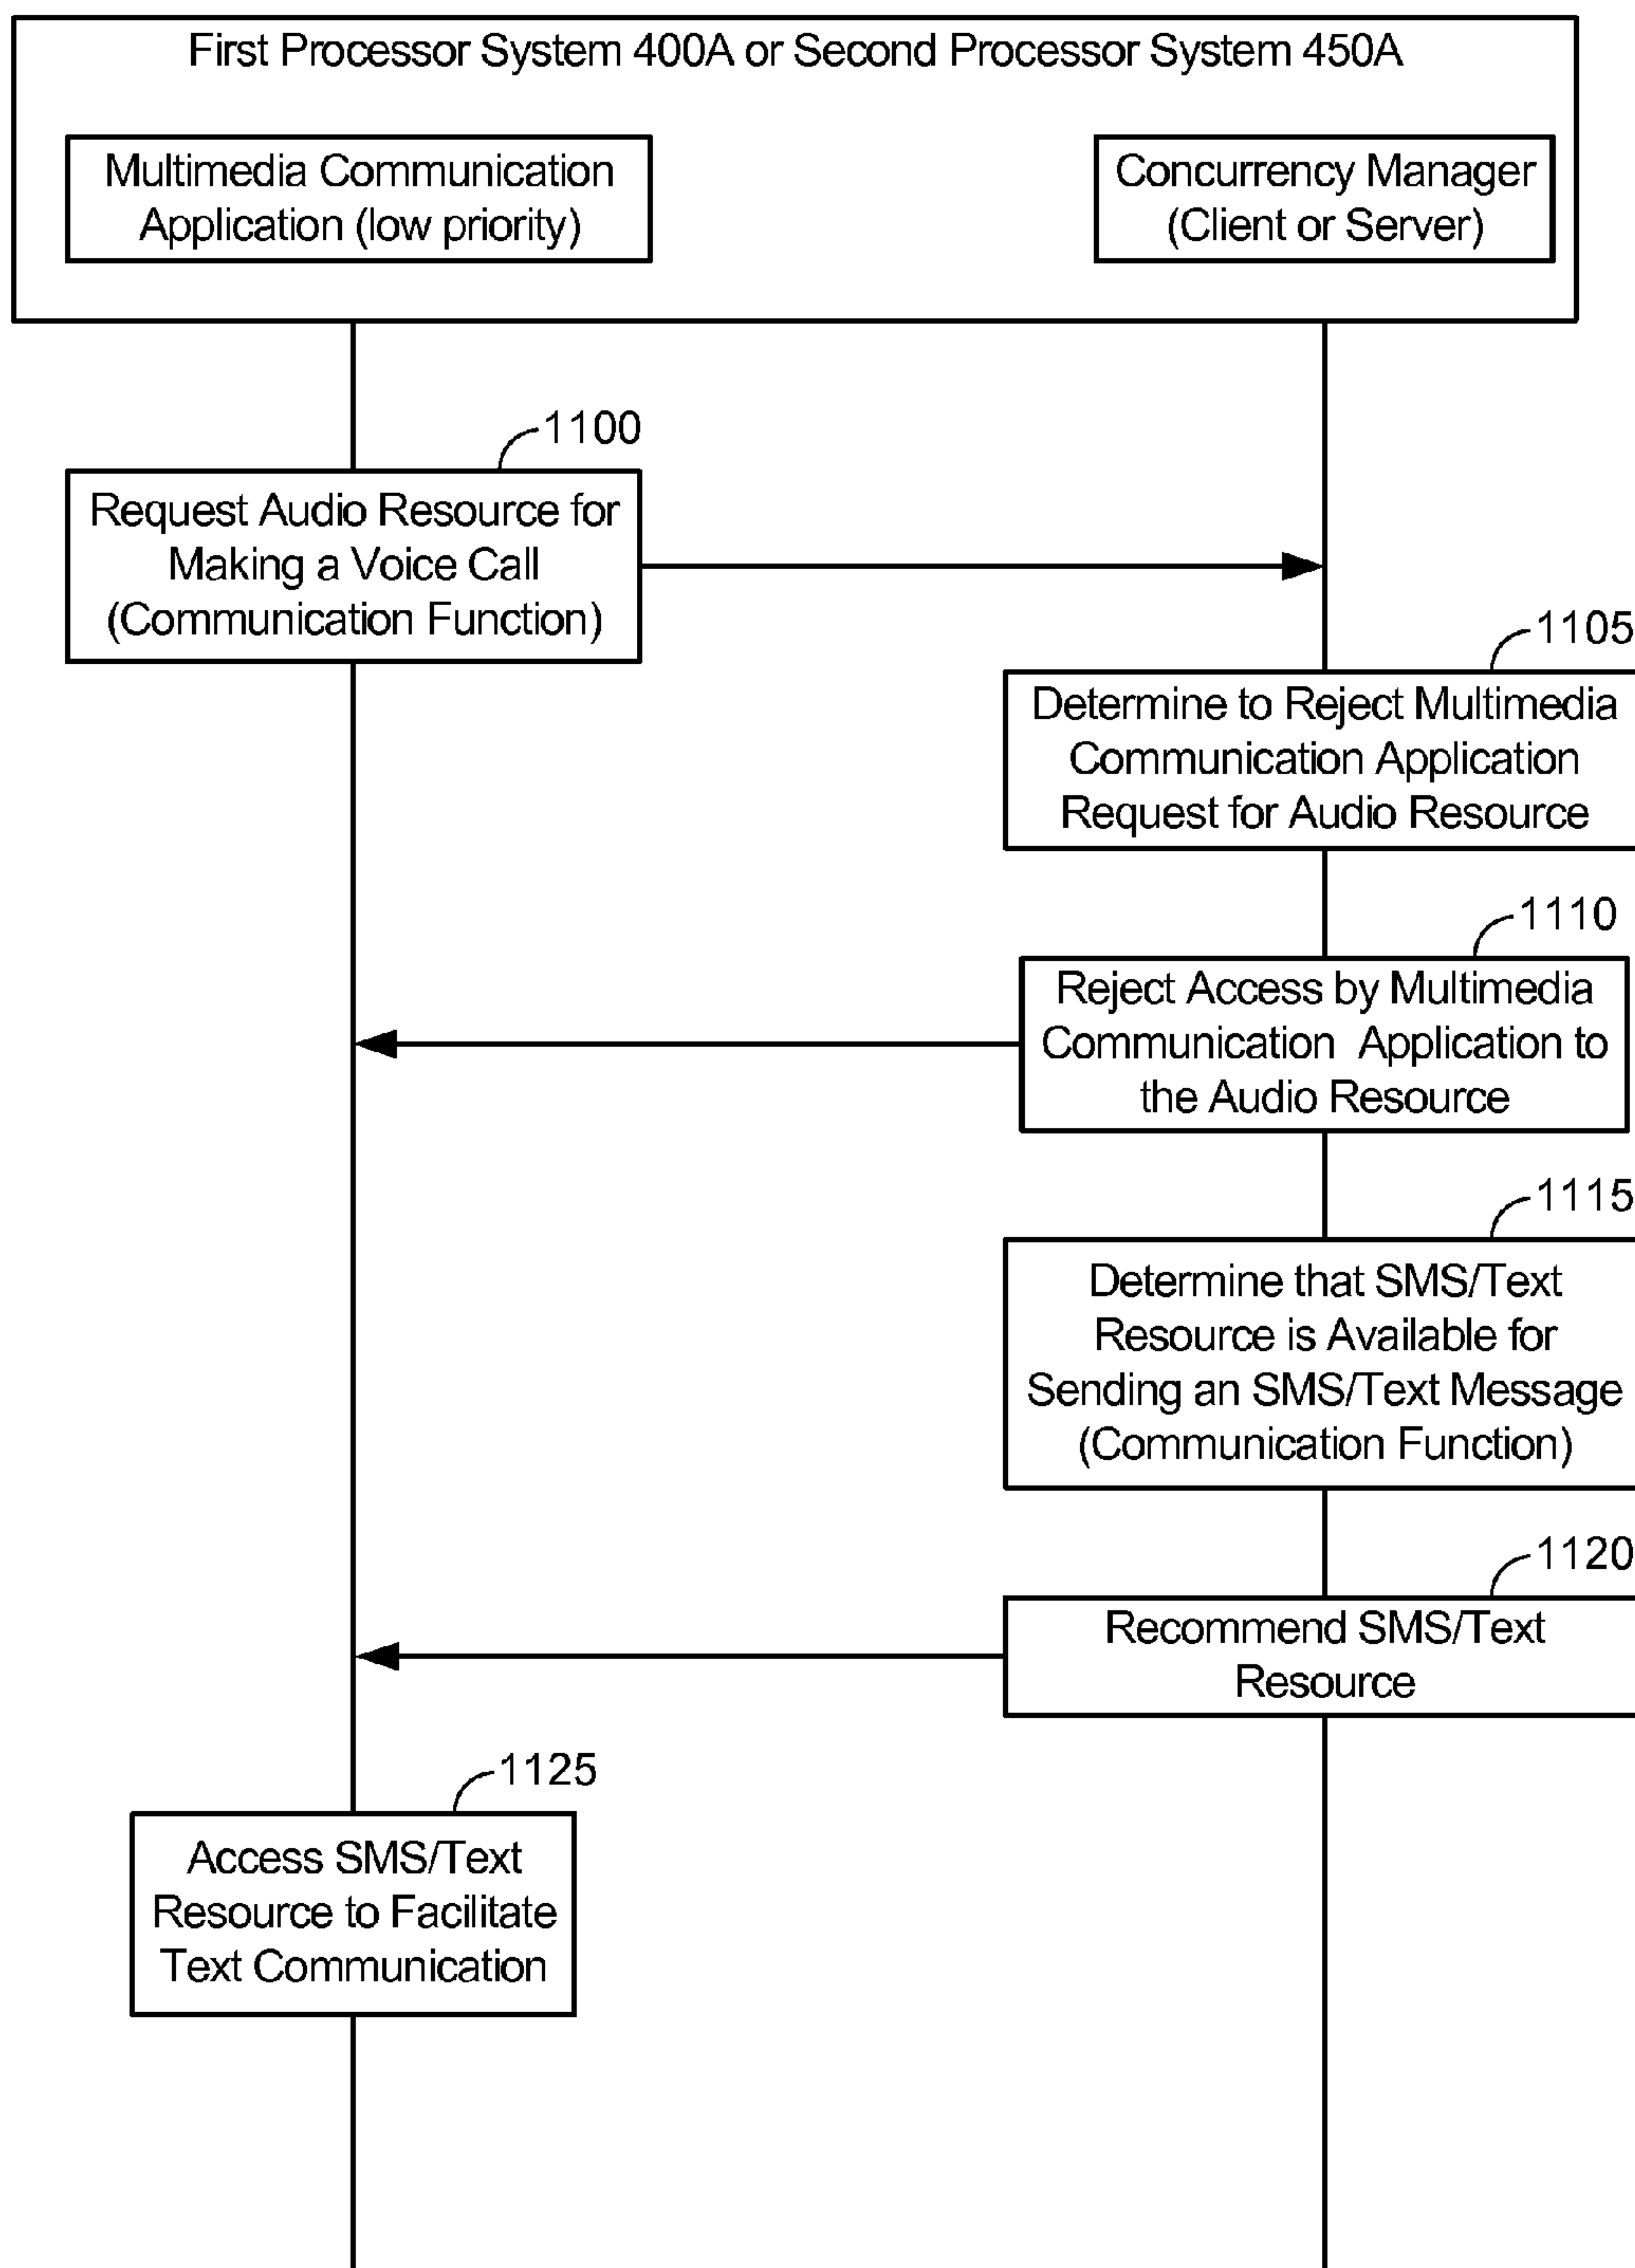 First Processor System 400A or Second Processor System 450A
Multimedia Communication
Application (low priority)
Concurrency Manager
(Client or Server)
1100
Request Audio Resource for
Making a Voice Call
(Communication Function)
1105
Determine to Reject Multimedia
Communication Application
Request for Audio Resource
1110
Reject Access by Multimedia
Communication Application to
the Audio Resource
1115
Determine that SMS/Text
Resource is Available for
Sending an SMS/Text Message
(Communication Function)
1120
Recommend SMS/Text
Resource
1125
Access SMS/Text
Resource to Facilitate
Text Communication